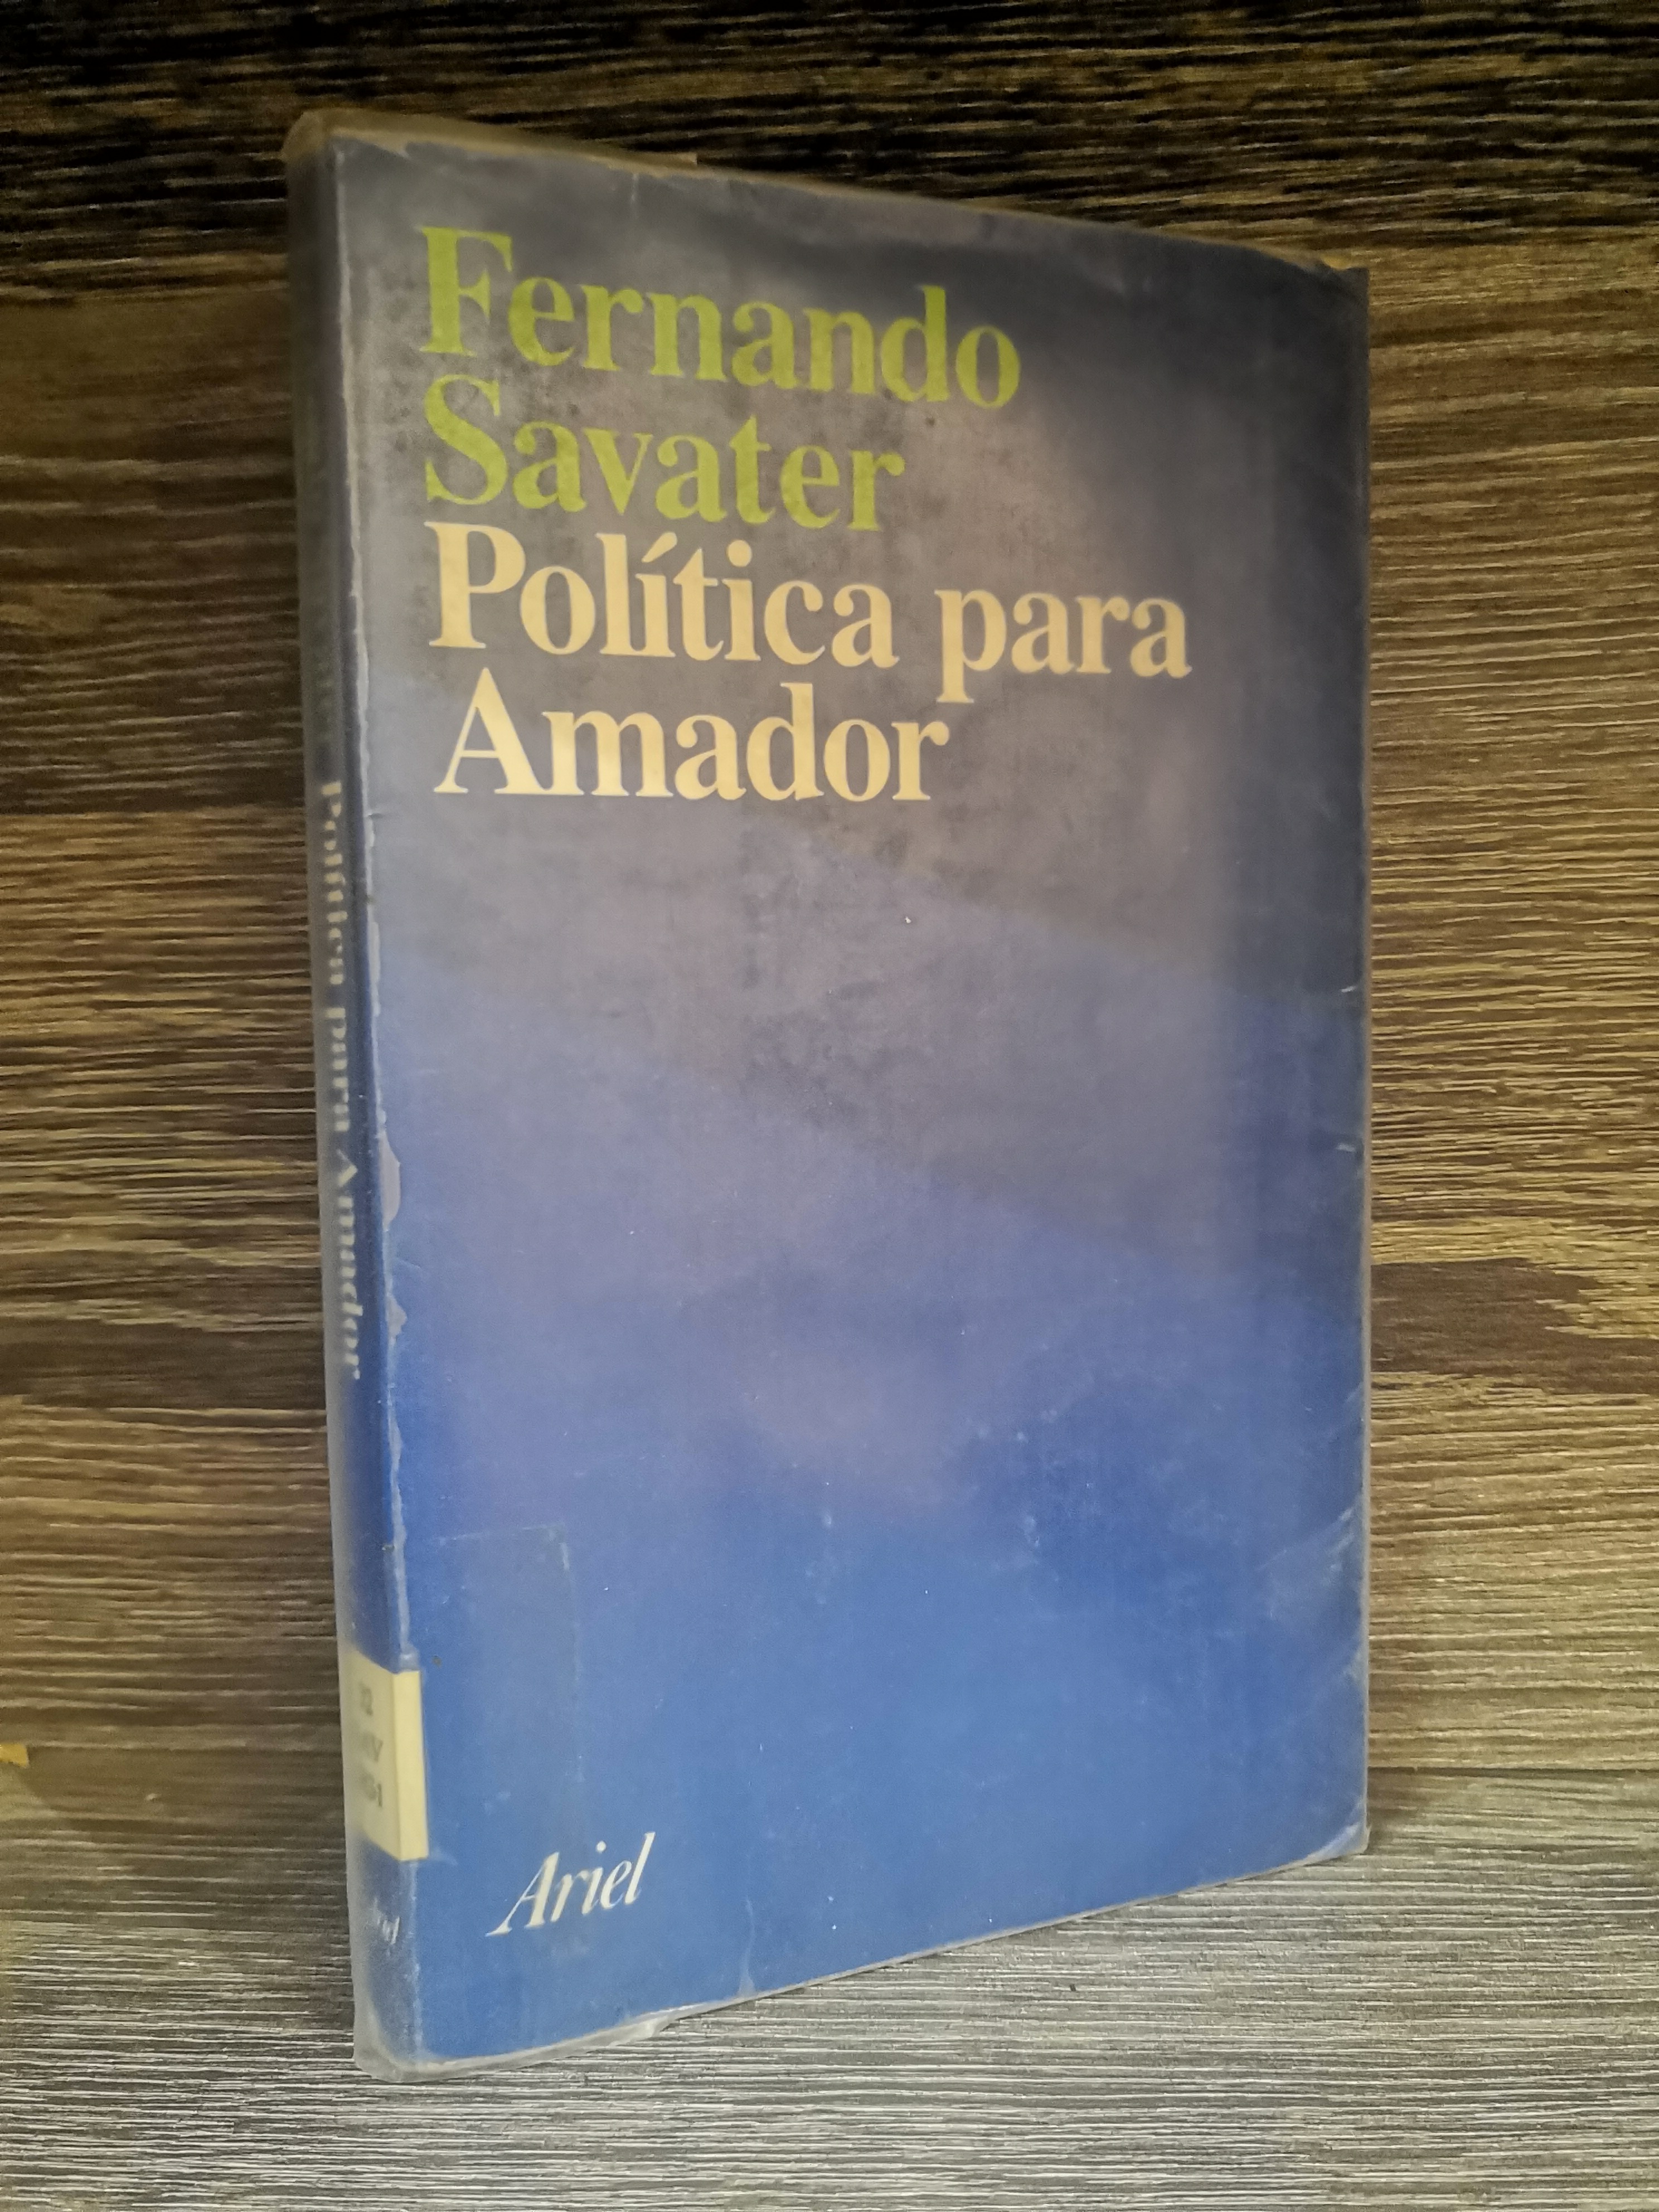 Fernando
Savater
Política para
Amador
Ariel
Política para Amador